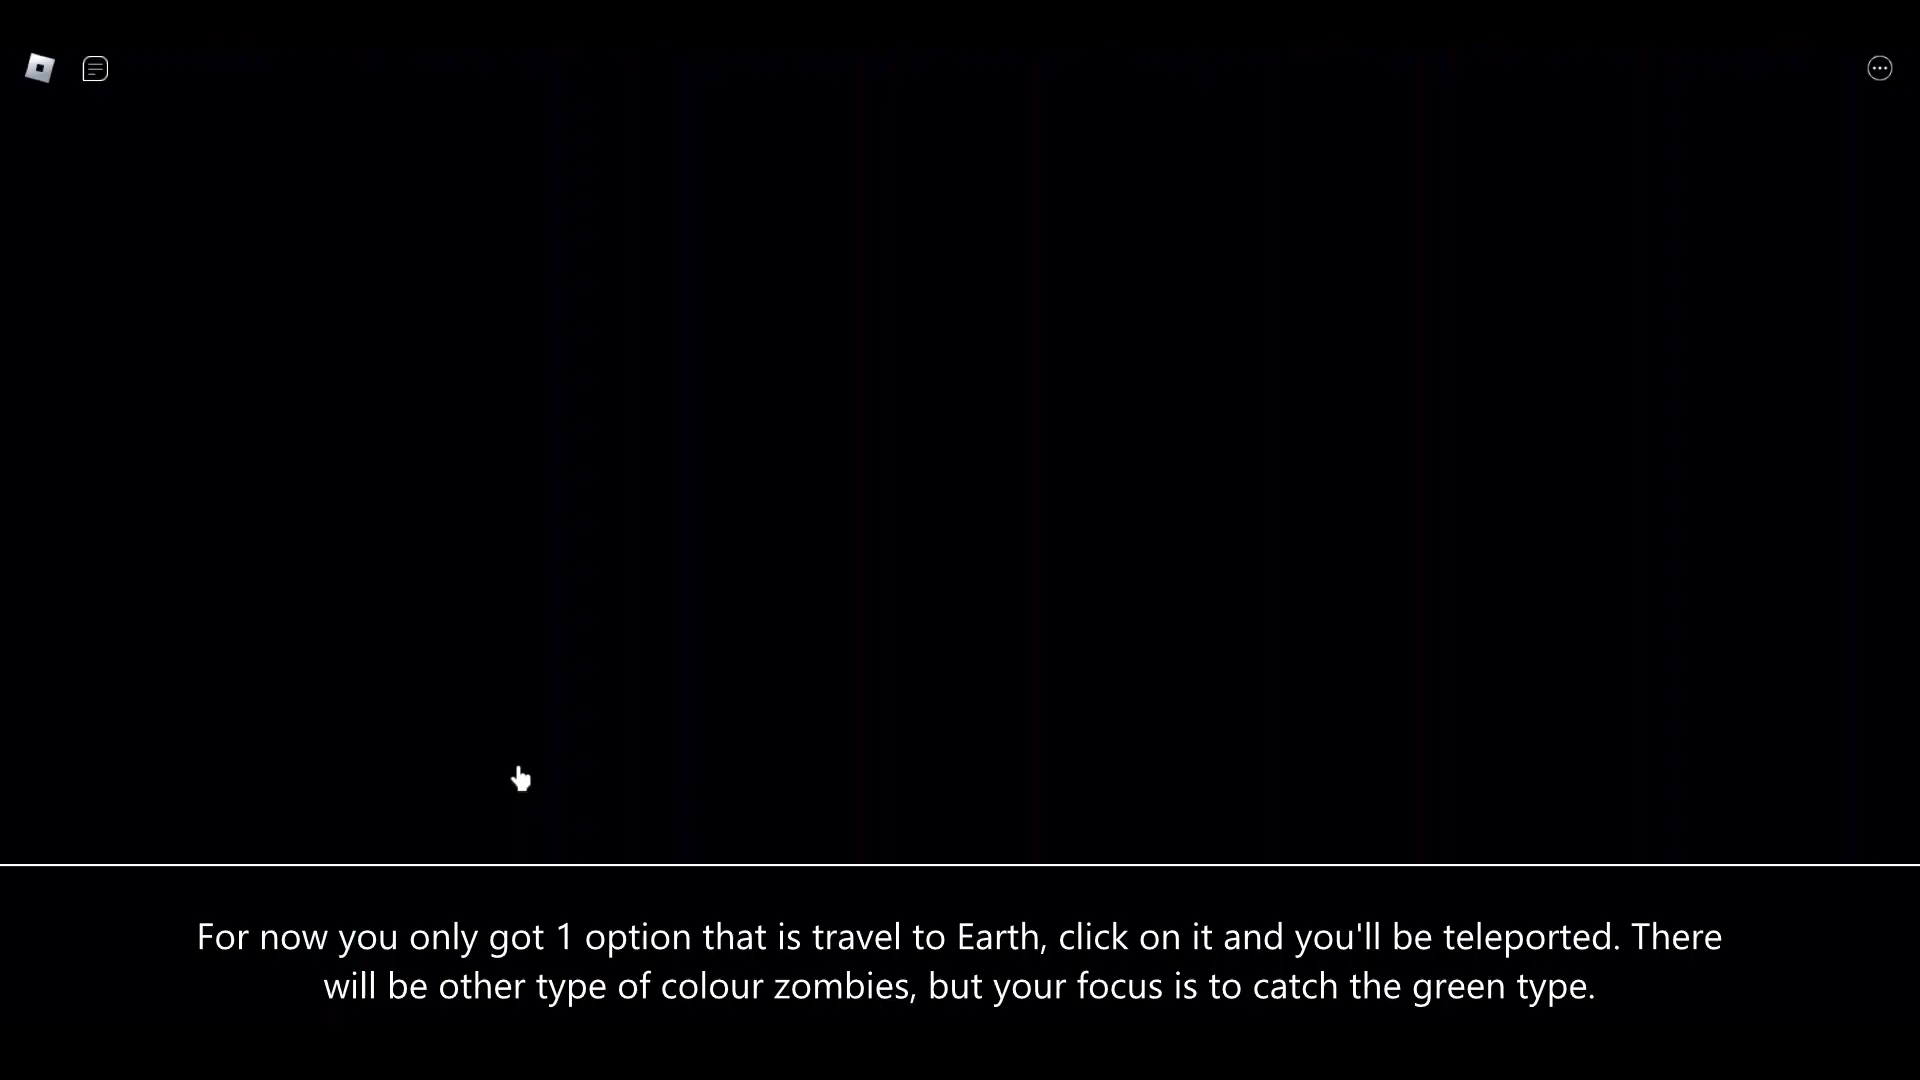 For now you only got 1 option that is travel to Earth, click on it and you'll be teleported. There
will be other type of colour zombies, but your focus is to catch the green type.